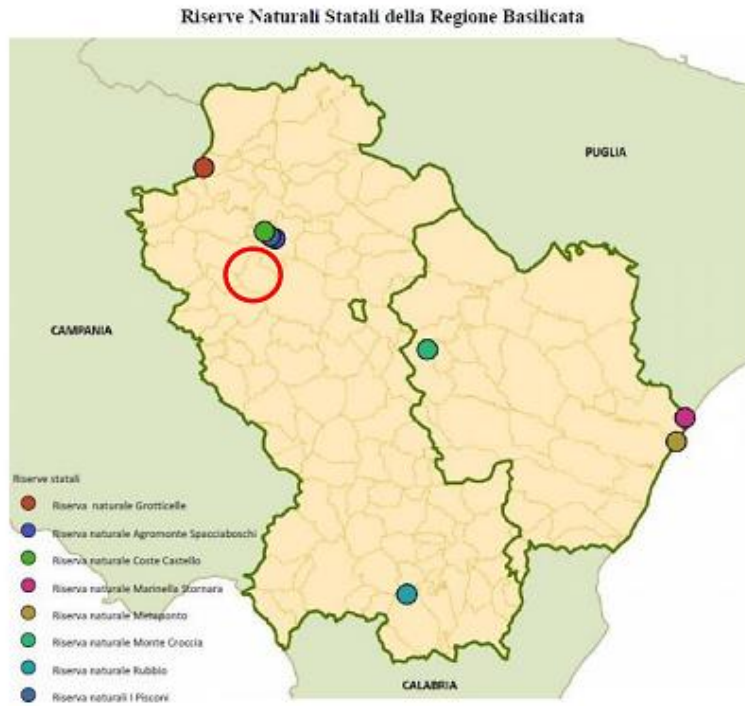 Riserve Naturali Statali della Regione Basilicata
PUGLIA
CAMPANIA
Riserve statali
Riserva naturale Grotticelle
Riserva naturale Agromonte Spacciaboschi
Riserva naturale Coste Castello
Riserva naturale Marinella Stornara
Riserva naturale Metaponto
Riserva naturale Monte Croccia
Riserva naturale Rubbio
Riserva naturali I Pisconi
CALABRIA